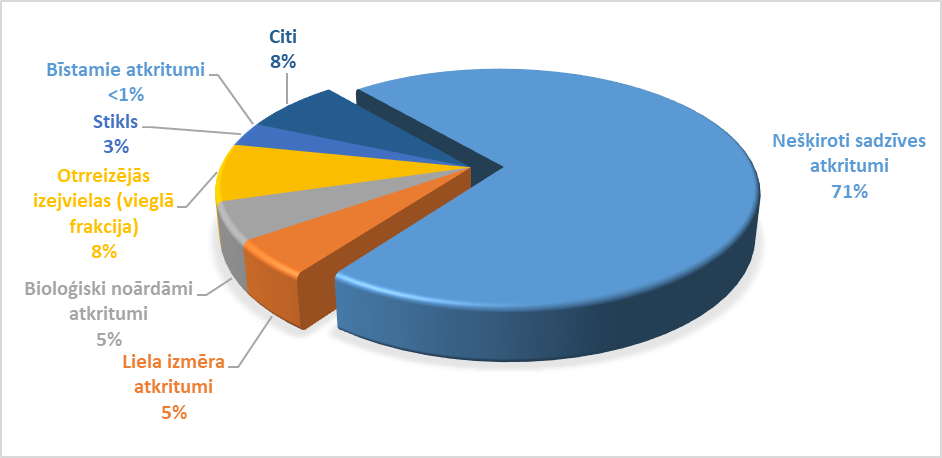 Citi
8%
Bīstamie atkritumi
<1%
Stikls
3%
Otrreizējās
izejvielas (vieglā
frakcija)
8%
Bioloģiski noārdāmi
atkritumi
5%
Liela izmēra
atkritumi
5%
Nešķiroti sadzīves
atkritumi
71%